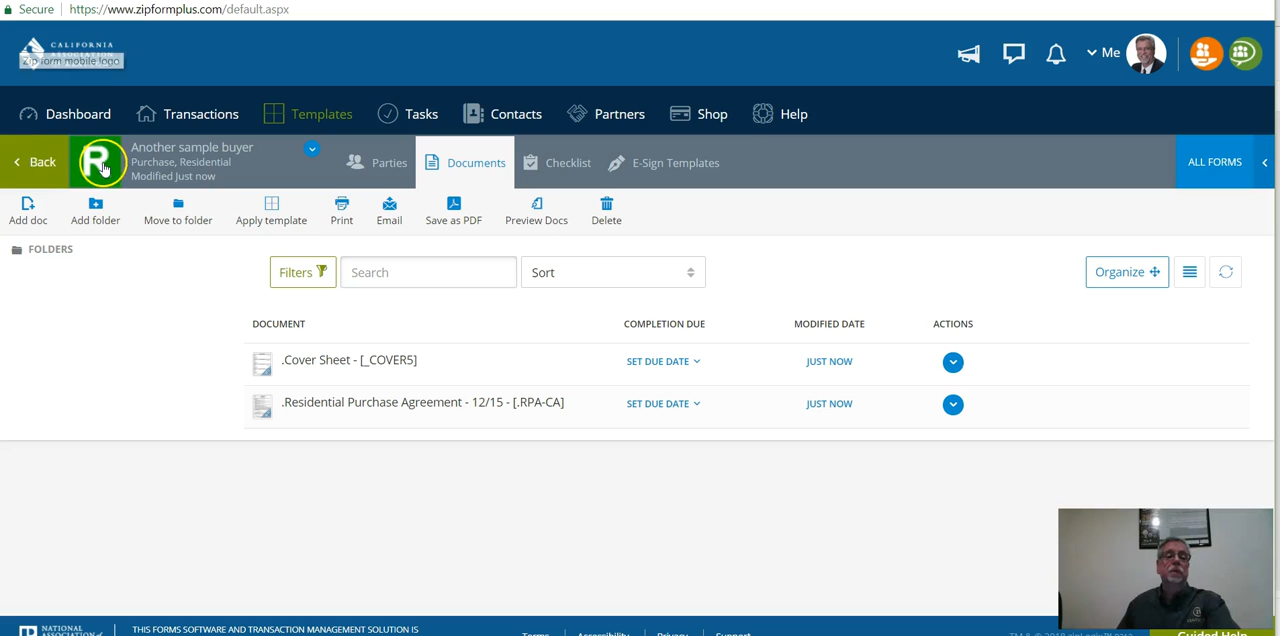 Secure | https://www.zipformplus.com/default.aspx
CALIFORNIA
Zip form mobile logo
Me
Dashboard Transactions Templates Tasks Contacts Partners Shop Help
Back
R
Another sample buyer
Purchase, Residential
Modified Just now
Parties Documents Checklist E-Sign Templates
ALL FORMS
Add doc Add folder Move to folder Apply template Print Email Save as PDF Preview Docs Delete
FOLDERS
Filters Search Sort Organize
DOCUMENT COMPLETION DUE MODIFIED DATE ACTIONS
.Cover Sheet - [_COVER5] SET DUE DATE JUST NOW
.Residential Purchase Agreement - 12/15 - [.RPA-CA] SET DUE DATE JUST NOW
NATIONAL
THIS FORMS SOFTWARE AND TRANSACTION MANAGEMENT SOLUTION IS
Terms Accessibility Privacy Support
Guided Help